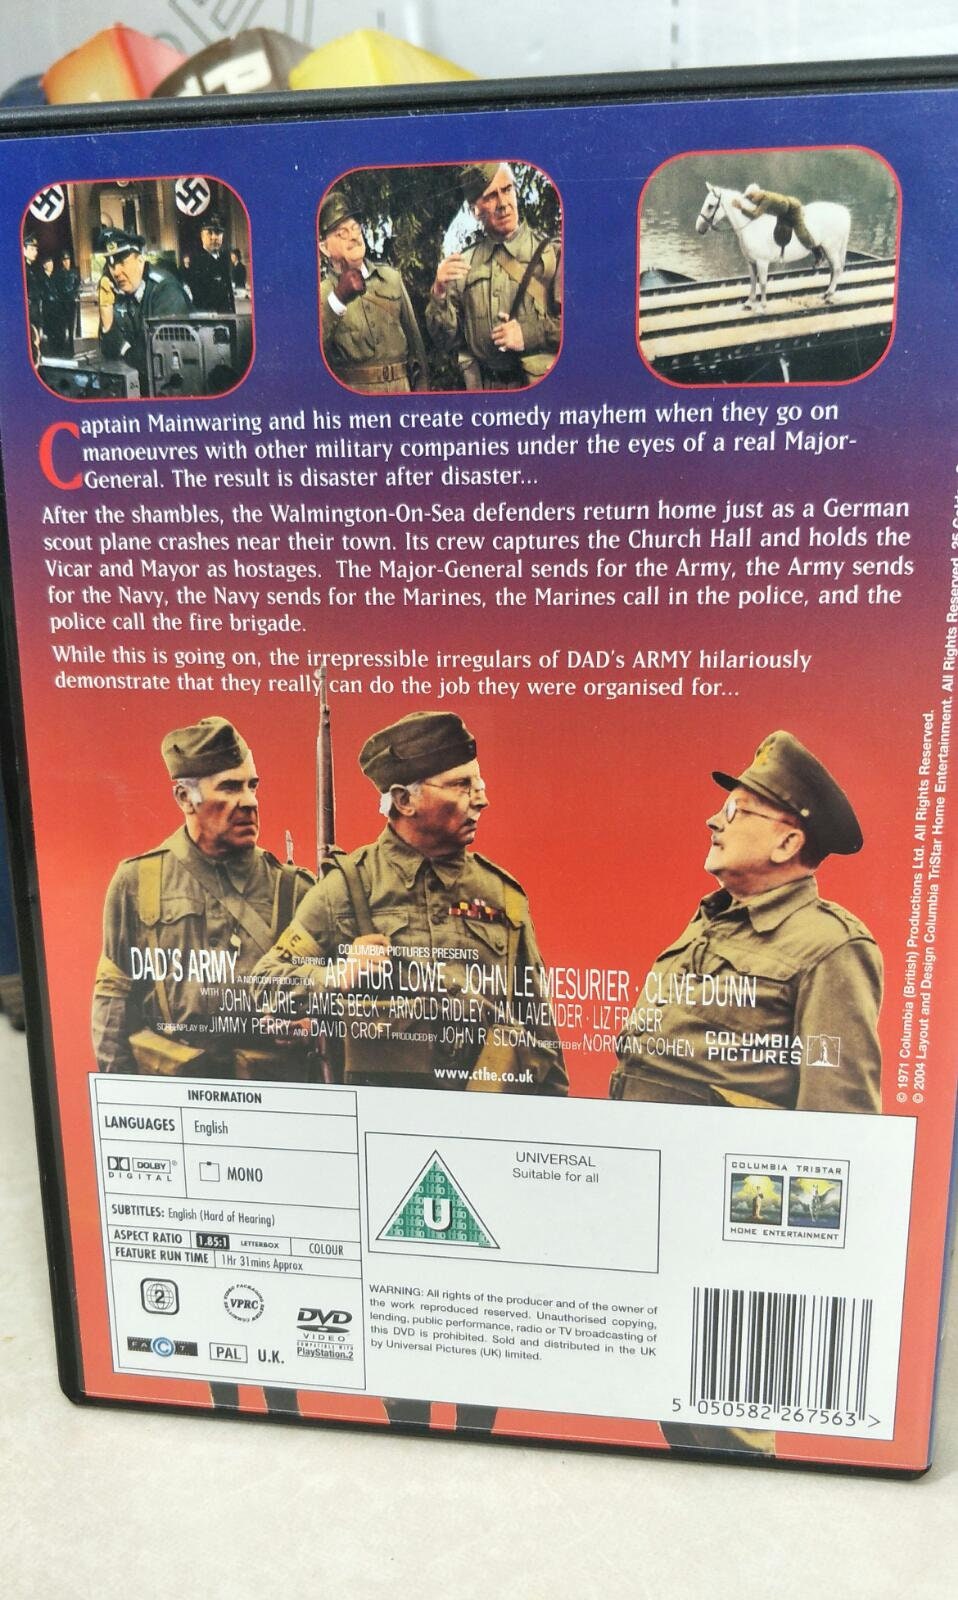 Captain Mainwaring and his men create comedy mayhem when they go on
manoeuvres with other military companies under the eyes of a real Major-
General. The result is disaster after disaster...
After the shambles, the Walmington-On-Sea defenders return home just as a German
scout plane crashes near their town. Its crew captures the Church Hall and holds the
Vicar and Mayor as hostages. The Major-General sends for the Army, the Army sends
for the Navy, the Navy sends for the Marines, the Marines call in the police, and the
police call the fire brigade.
While this is going on, the irrepressible irregulars of DAD's ARMY hilariously
demonstrate that they really can do the job they were organised for...
COLUMBIA PICTURES PRESENTS
DAD'S ARMY A NORCON PRODUCTION STARRING ARTHUR LOWE · JOHN LE MESURIER · CLIVE DUNN
WITH JOHN LAURIE · JAMES BECK · ARNOLD RIDLEY · IAN LAVENDER · LIZ FRASER
SCREENPLAY BY JIMMY PERRY AND DAVID CROFT PRODUCED BY JOHN R. SLOAN DIRECTED BY NORMAN COHEN
COLUMBIA
PICTURES
www.cthe.co.uk
© 1971 Columbia (British) Productions Ltd. All Rights Reserved.
© 2004 Layout and Design Columbia TriStar Home Entertainment. All Rights Reserved.
INFORMATION
LANGUAGES English
DOLBY
DIGITAL
MONO
SUBTITLES: English (Hard of Hearing)
ASPECT RATIO 1.85:1 LETTERBOX COLOUR
FEATURE RUN TIME 1Hr 31mins Approx
2
VPRC
DVD
VIDEO
COMPATIBLE WITH
PlayStation.2
FACT
PAL U.K.
U
UNIVERSAL
Suitable for all
COLUMBIA TRISTAR
HOME ENTERTAINMENT
WARNING: All rights of the producer and of the owner of
the work reproduced reserved. Unauthorised copying,
lending, public performance, radio or TV broadcasting of
this DVD is prohibited. Sold and distributed in the UK
by Universal Pictures (UK) limited.
5 050582 267563 >